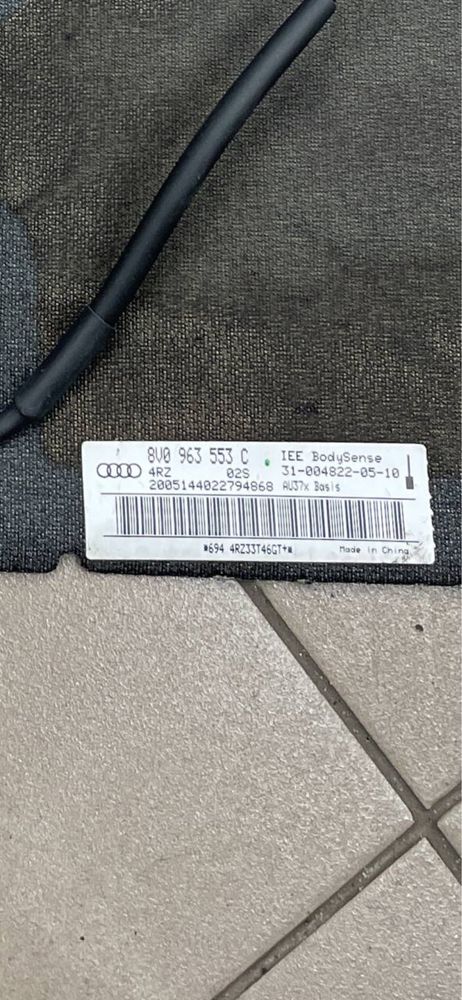 8V0 963 553 C
IEE BodySense
4RZ 02S
31-004822-05-10
2005144022794868
AU37x Basis
*694 4RZ33T46GT+*
Made in China